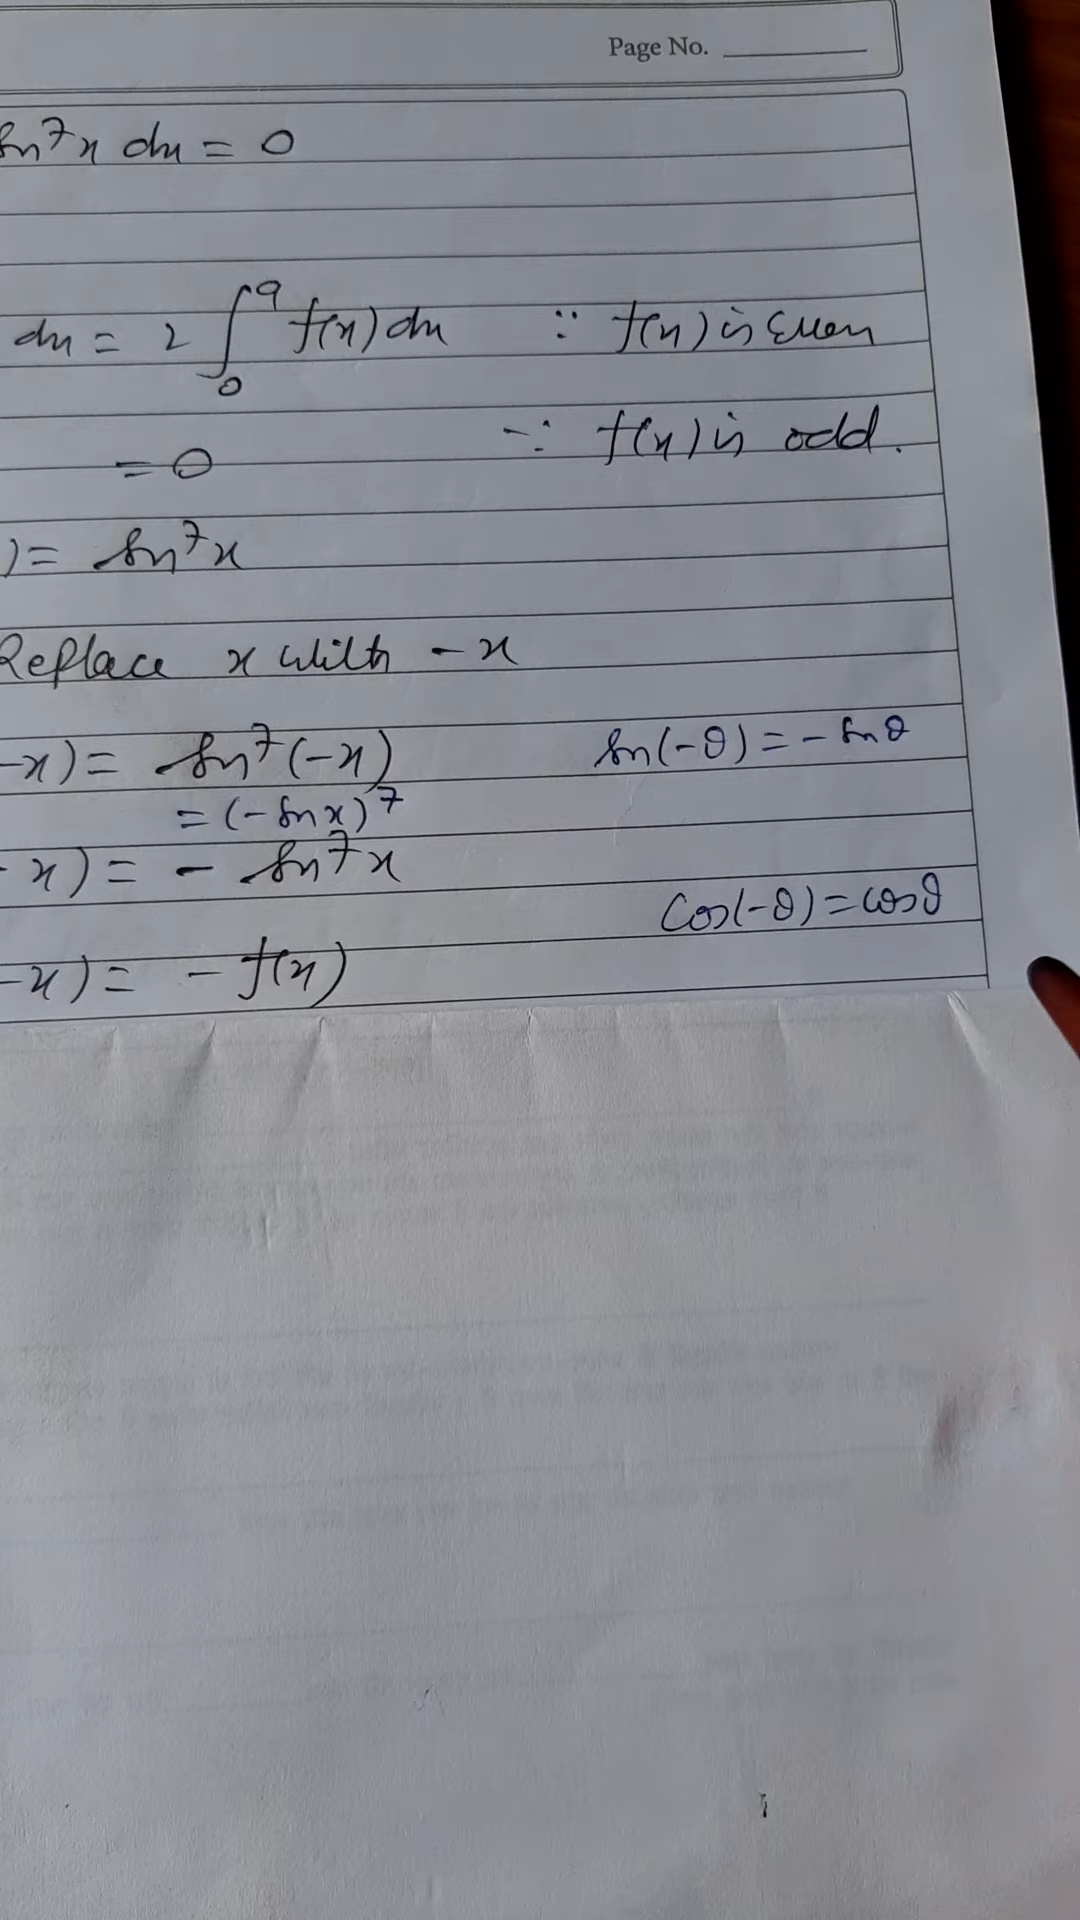 Page No.
sin⁷x dx = 0
dx = 2 ∫₀ᵃ f(x) dx ∵ f(x) is Even
= 0 ∵ f(x) is odd.
) = sin⁷x
Replace x with -x
-x) = sin⁷(-x) sin(-θ) = -sinθ
= (-sin x)⁷
-x) = - sin⁷x
cos(-θ) = cosθ
-x) = - f(x)